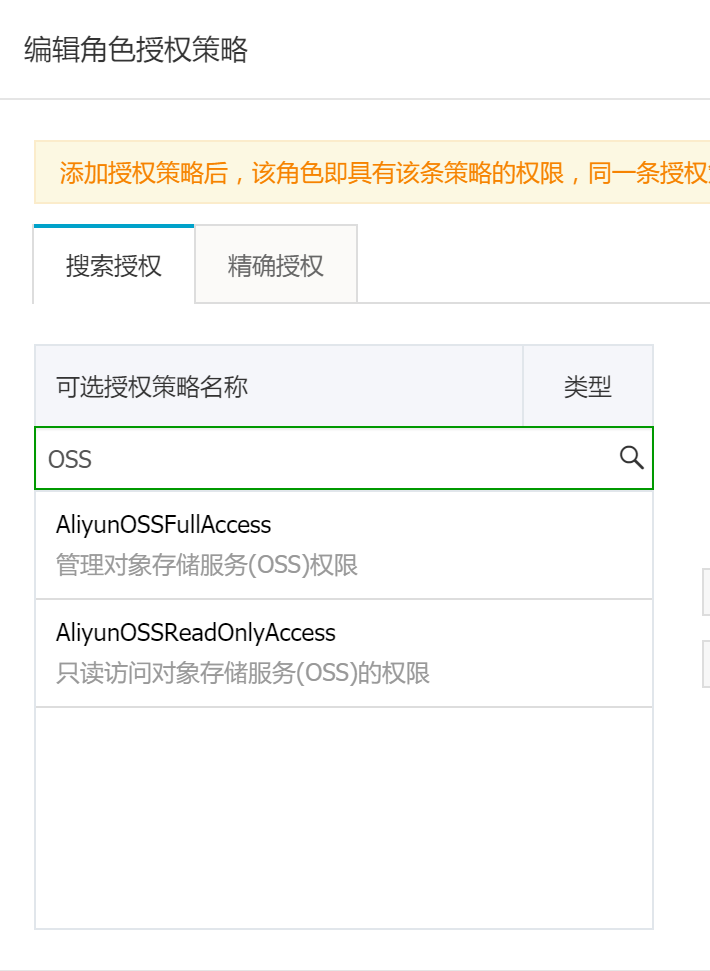 编辑角色授权策略
添加授权策略后，该角色即具有该条策略的权限，同一条授权
搜索授权 精确授权
可选授权策略名称 类型
OSS
AliyunOSSFullAccess
管理对象存储服务(OSS)权限
AliyunOSSReadOnlyAccess
只读访问对象存储服务(OSS)的权限